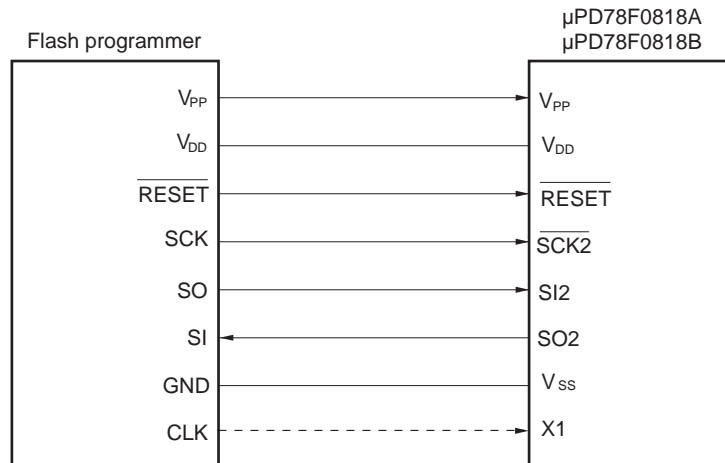 μPD78F0818A
μPD78F0818B
Flash programmer
VPP VPP
VDD VDD
RESET RESET
SCK SCK2
SO SI2
SI SO2
GND VSS
CLK X1